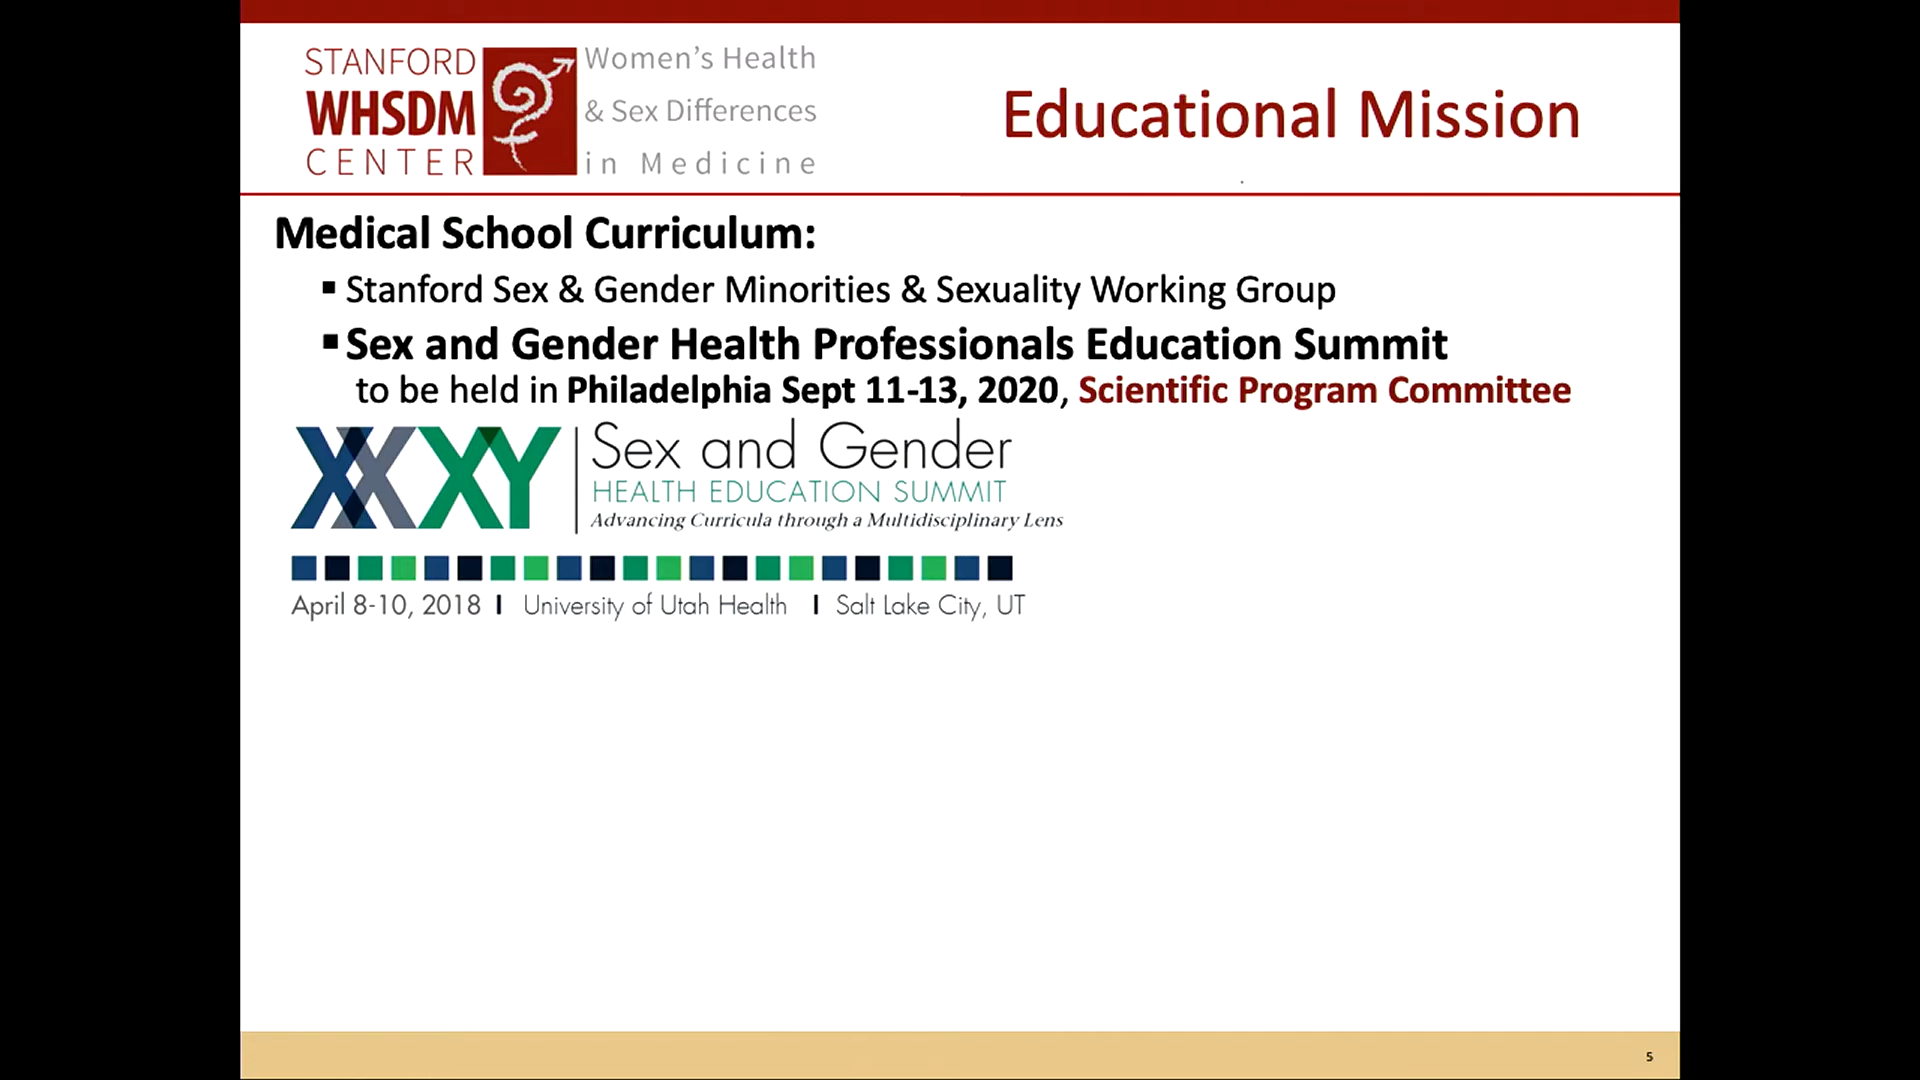 STANFORD
WHSDM
CENTER
Women's Health
& Sex Differences
in Medicine
Educational Mission
Medical School Curriculum:
▪ Stanford Sex & Gender Minorities & Sexuality Working Group
▪ Sex and Gender Health Professionals Education Summit
to be held in Philadelphia Sept 11-13, 2020, Scientific Program Committee
XX XY
Sex and Gender
HEALTH EDUCATION SUMMIT
Advancing Curricula through a Multidisciplinary Lens
April 8-10, 2018 | University of Utah Health | Salt Lake City, UT
5